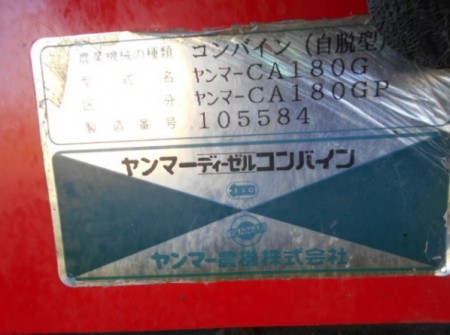 農業機械の種類 コンバイン(自脱型)
型式名 ヤンマーCA180G
区分 ヤンマーCA180GP
製造番号 105584
ヤンマーディーゼルコンバイン
YANMAR
ヤンマー農機株式会社